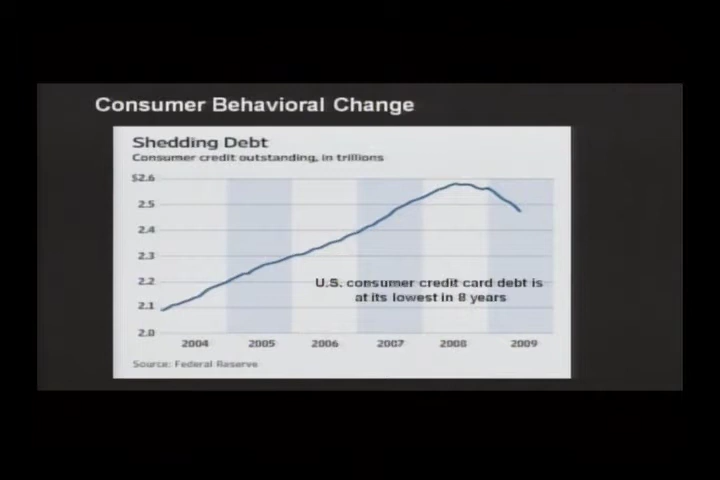 Consumer Behavioral Change
Shedding Debt
Consumer credit outstanding, in trillions
$2.6
2.5
2.4
2.3
2.2
2.1
2.0
U.S. consumer credit card debt is
at its lowest in 8 years
2004 2005 2006 2007 2008 2009
Source: Federal Reserve